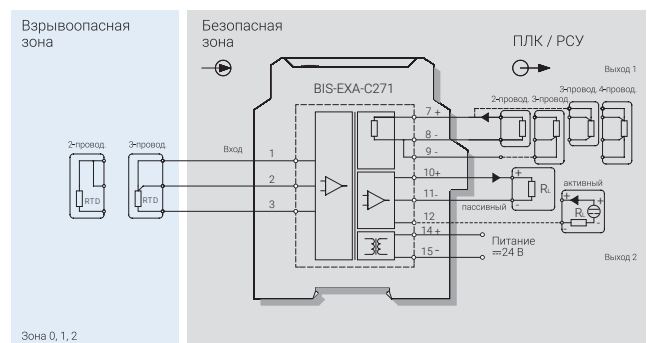 Взрывоопасная
зона
Безопасная
зона
ПЛК / РСУ
Выход 1
BIS-EXA-C271
2-провод.
3-провод.
3-провод.
4-провод.
7 +
8 -
9 -
2-провод.
3-провод.
Вход
1
2
3
RTD
RTD
10+
11-
12
14 +
15 -
+
RL
-
пассивный
активный
+
+
RL
-
-
Питание
⎓24 В
Выход 2
Зона 0, 1, 2